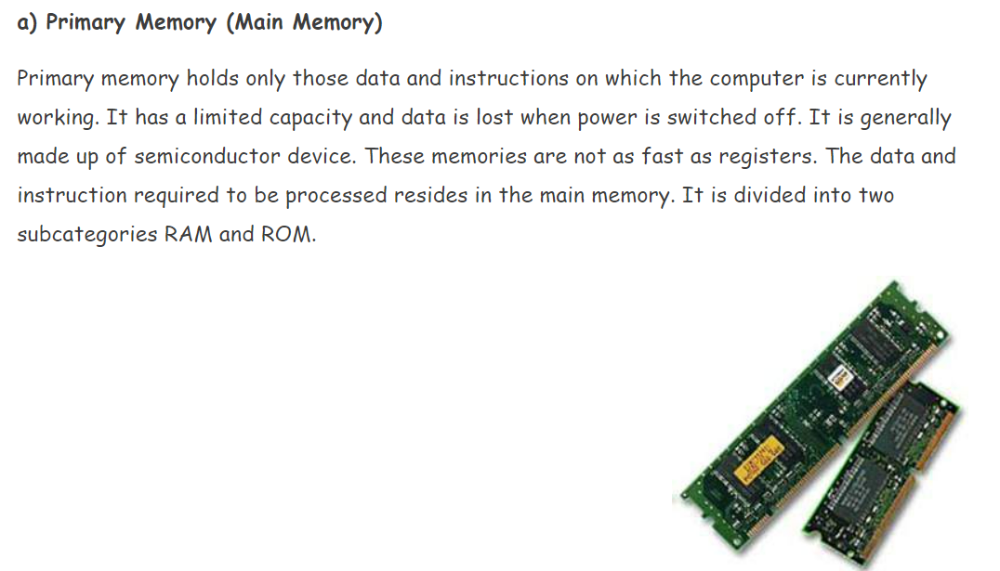 a) Primary Memory (Main Memory)
Primary memory holds only those data and instructions on which the computer is currently
working. It has a limited capacity and data is lost when power is switched off. It is generally
made up of semiconductor device. These memories are not as fast as registers. The data and
instruction required to be processed resides in the main memory. It is divided into two
subcategories RAM and ROM.